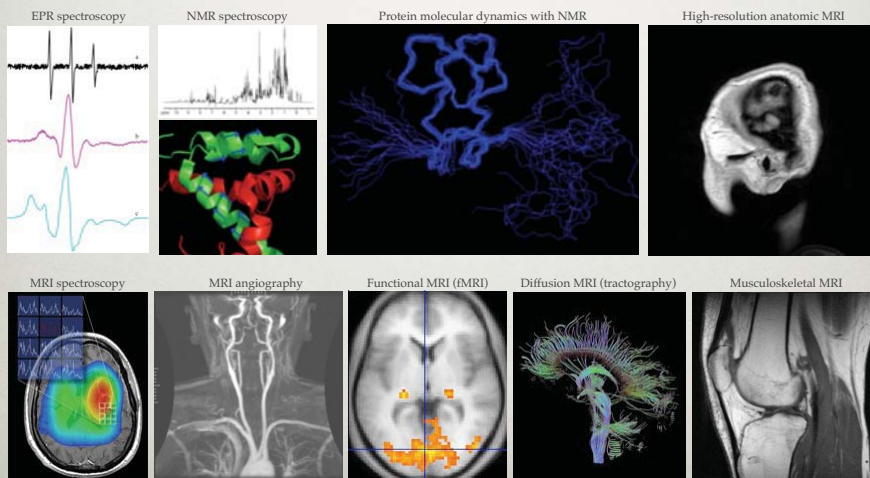 EPR spectroscopy
NMR spectroscopy
Protein molecular dynamics with NMR
High-resolution anatomic MRI
a
b
c
MRI spectroscopy
MRI angiography
Functional MRI (fMRI)
Diffusion MRI (tractography)
Musculoskeletal MRI